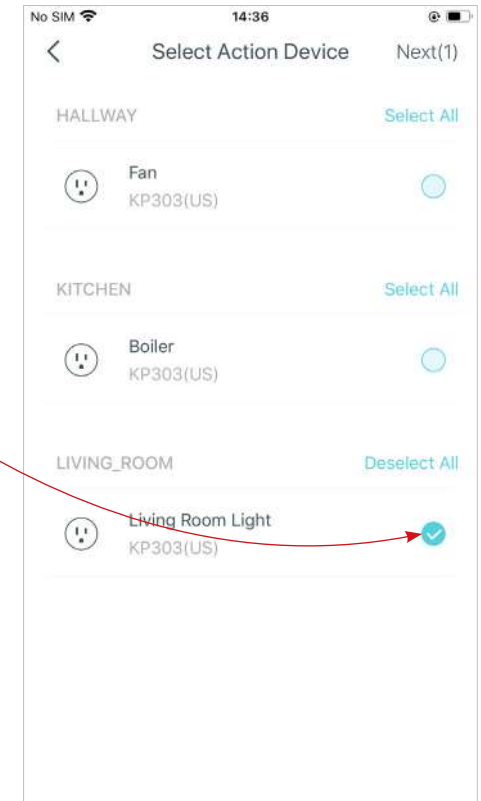 No SIM 14:36
Select Action Device Next(1)
HALLWAY Select All
Fan
KP303(US)
KITCHEN Select All
Boiler
KP303(US)
LIVING_ROOM Deselect All
Living Room Light
KP303(US)